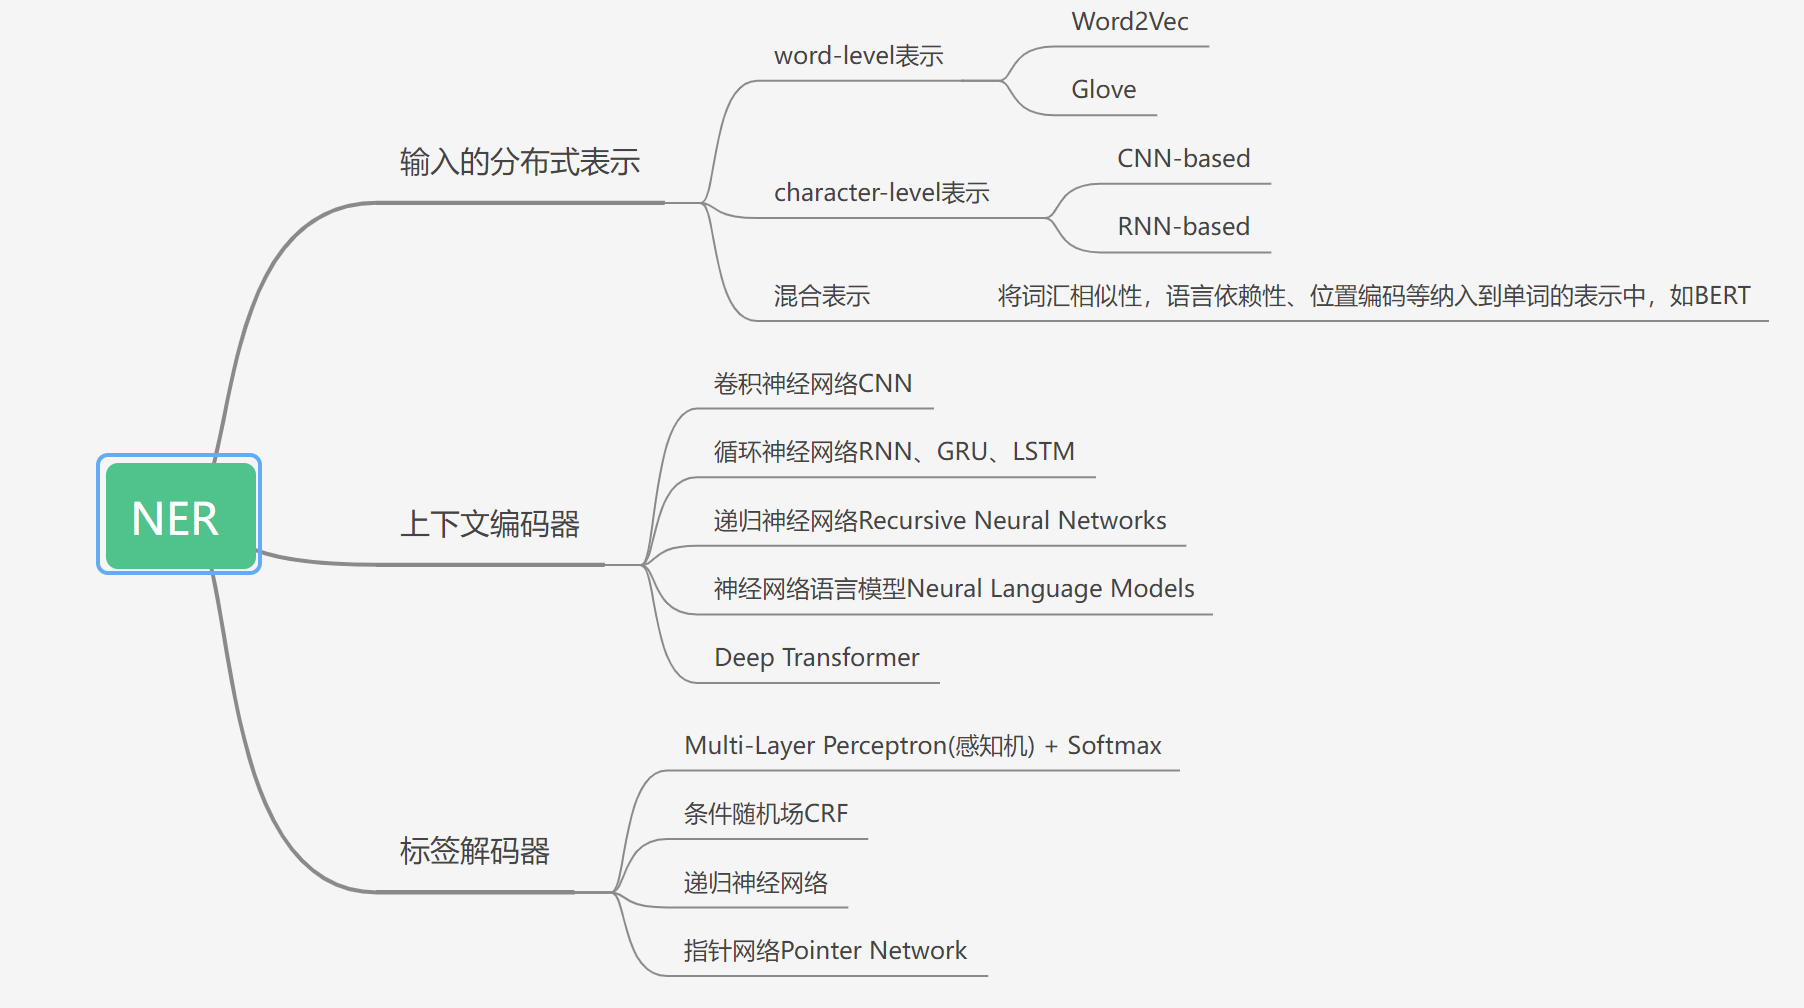 NER
输入的分布式表示
word-level表示
Word2Vec
Glove
character-level表示
CNN-based
RNN-based
混合表示
将词汇相似性，语言依赖性、位置编码等纳入到单词的表示中，如BERT
上下文编码器
卷积神经网络CNN
循环神经网络RNN、GRU、LSTM
递归神经网络Recursive Neural Networks
神经网络语言模型Neural Language Models
Deep Transformer
标签解码器
Multi-Layer Perceptron(感知机) + Softmax
条件随机场CRF
递归神经网络
指针网络Pointer Network